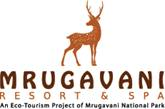 MRUGAVANI
RESORT & SPA
An Eco-Tourism Project of Mrugavani National Park